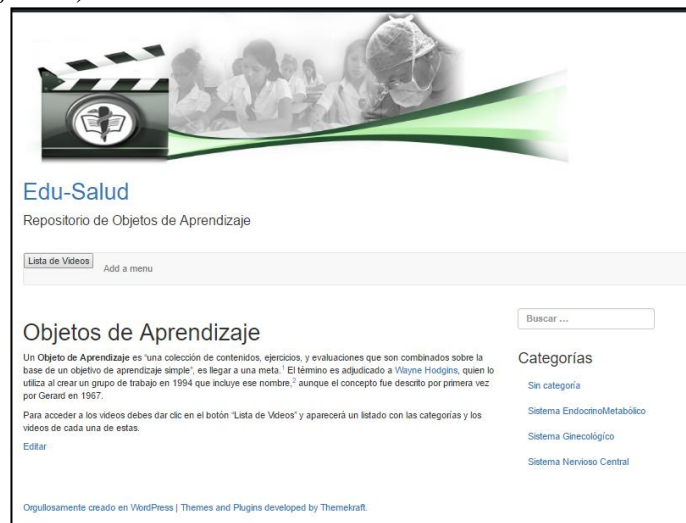 Edu-Salud
Repositorio de Objetos de Aprendizaje
Lista de Videos
Add a menu
Objetos de Aprendizaje
Un Objeto de Aprendizaje es "una colección de contenidos, ejercicios, y evaluaciones que son combinados sobre la
base de un objetivo de aprendizaje simple", es llegar a una meta.1 El término es adjudicado a Wayne Hodgins, quien lo
utiliza al crear un grupo de trabajo en 1994 que incluye ese nombre,2 aunque el concepto fue descrito por primera vez
por Gerard en 1967.
Para acceder a los videos debes dar clic en el botón "Lista de Videos" y aparecerá un listado con las categorías y los
videos de cada una de estas.
Editar
Buscar ...
Categorías
Sin categoría
Sistema EndocrinoMetabólico
Sistema Ginecológíco
Sistema Nervioso Central
Orgullosamente creado en WordPress | Themes and Plugins developed by Themekraft.